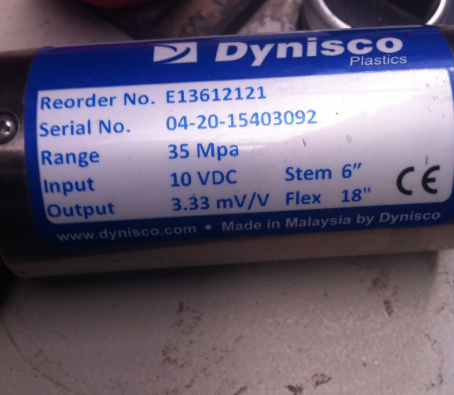 Dynisco
Plastics
Reorder No. E13612121
Serial No. 04-20-15403092
Range 35 Mpa
Input 10 VDC Stem 6"
Output 3.33 mV/V Flex 18"
CE
www.dynisco.com • Made in Malaysia by Dynisco